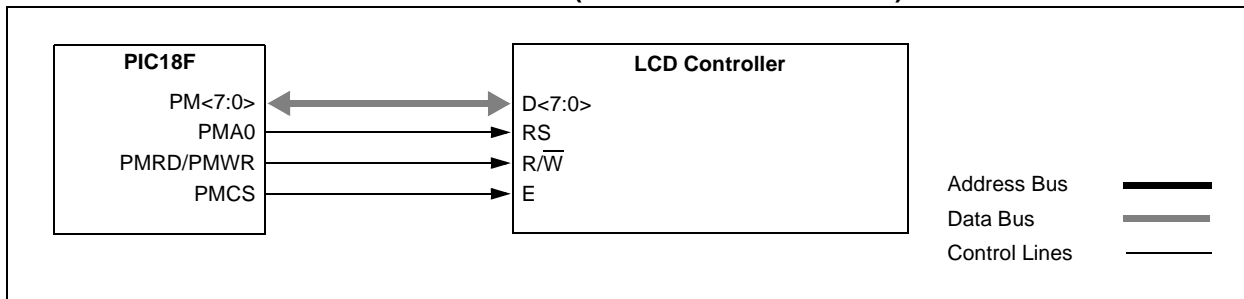 PIC18F
PM<7:0>
PMA0
PMRD/PMWR
PMCS
LCD Controller
D<7:0>
RS
R/W̅
E
Address Bus
Data Bus
Control Lines